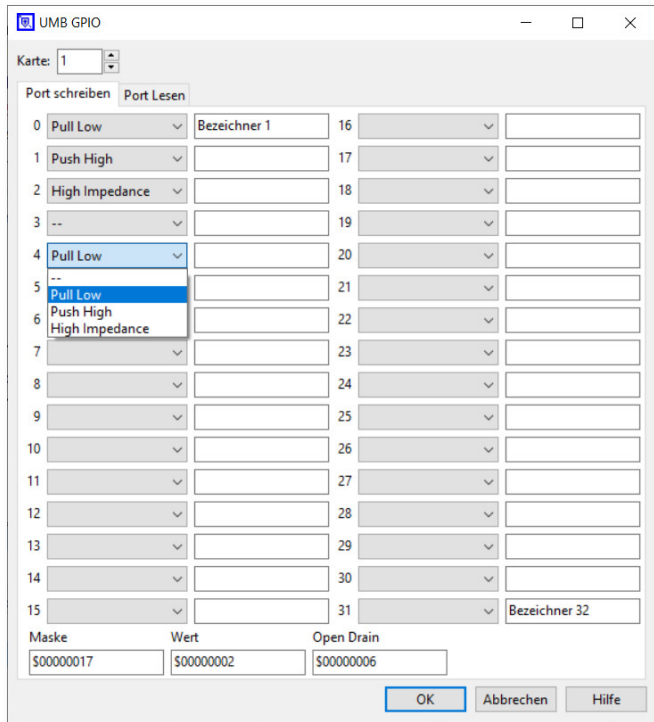 UMB GPIO
Karte: 1
Port schreiben Port Lesen
0 Pull Low Bezeichner 1 16
1 Push High 17
2 High Impedance 18
3 -- 19
4 Pull Low 20
--
5 21
Pull Low
Push High
6 22
High Impedance
7 23
8 24
9 25
10 26
11 27
12 28
13 29
14 30
15 31 Bezeichner 32
Maske Wert Open Drain
$00000017 $00000002 $00000006
OK Abbrechen Hilfe